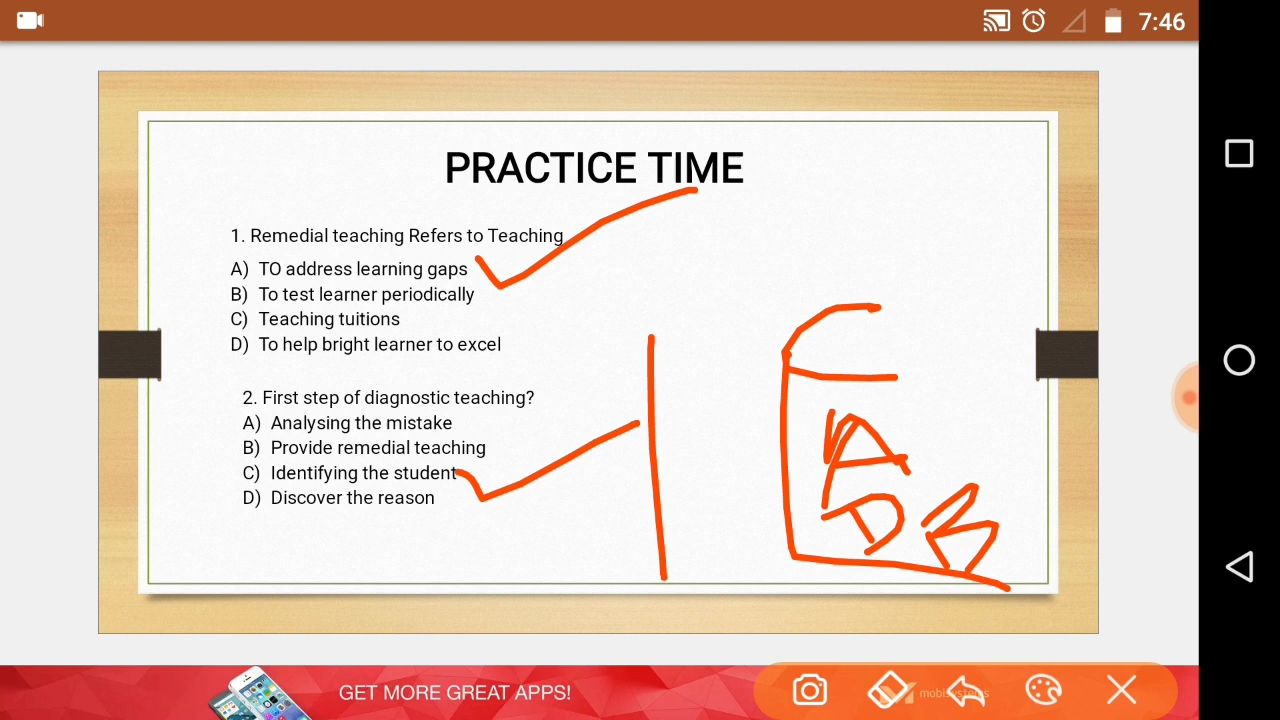 7:46
PRACTICE TIME
1. Remedial teaching Refers to Teaching
A) TO address learning gaps
B) To test learner periodically
C) Teaching tuitions
D) To help bright learner to excel
2. First step of diagnostic teaching?
A) Analysing the mistake
B) Provide remedial teaching
C) Identifying the student
D) Discover the reason
C
A
D B
GET MORE GREAT APPS!
mobisystems